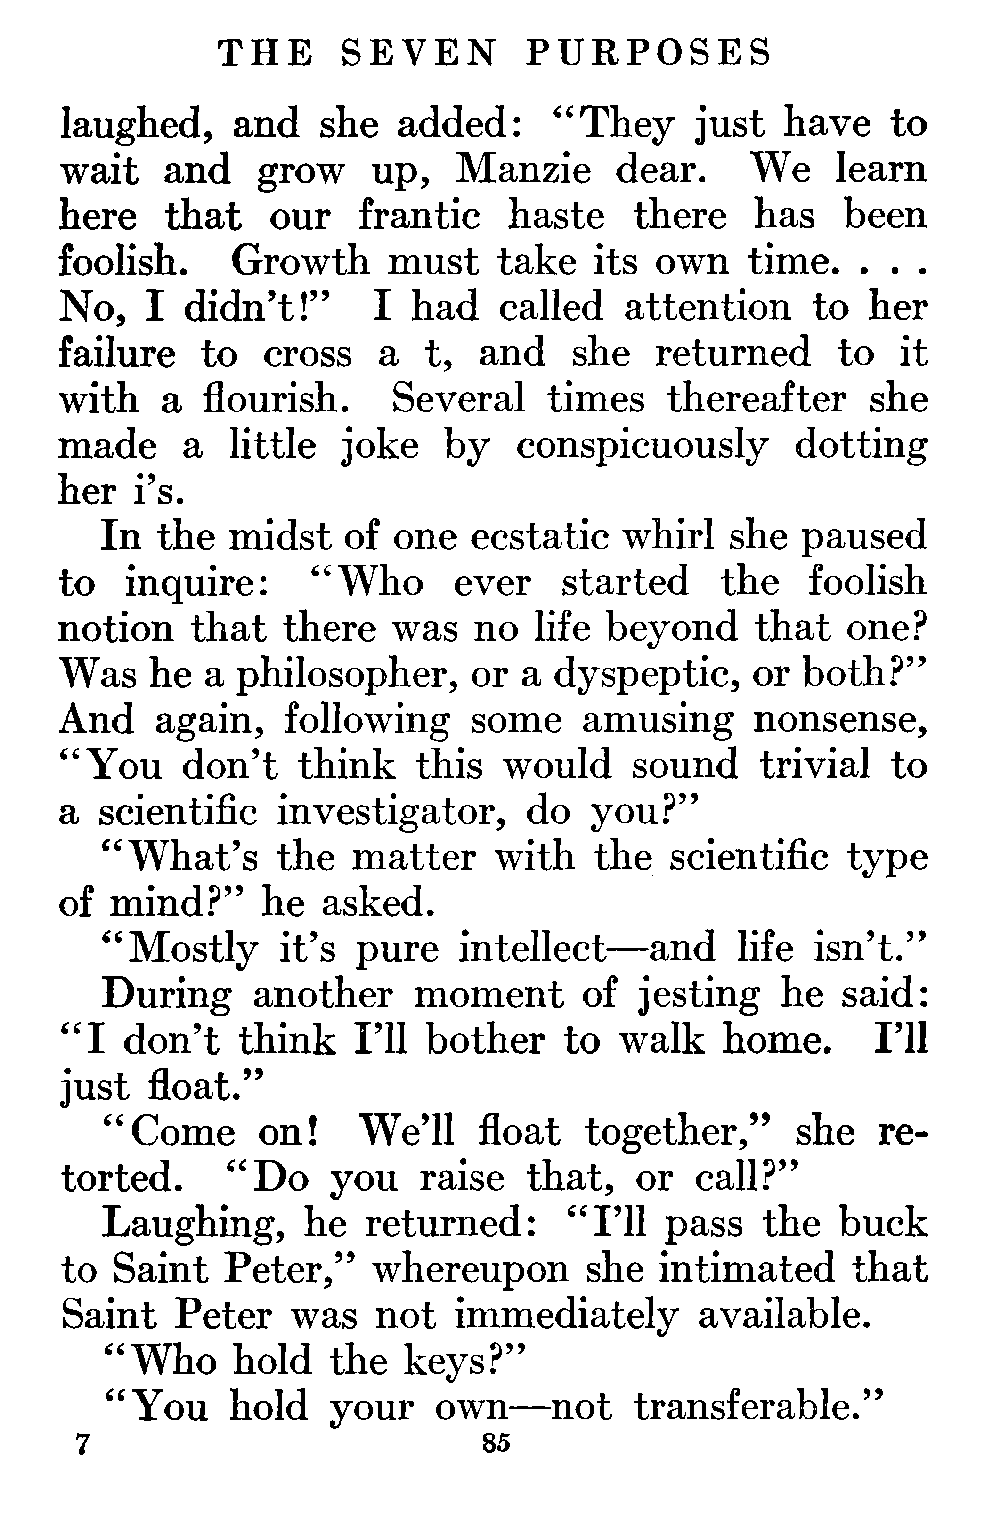 THE SEVEN PURPOSES
laughed, and she added: “They just have to
wait and grow up, Manzie dear. We learn
here that our frantic haste there has been
foolish. Growth must take its own time. . . .
No, I didn’t!” I had called attention to her
failure to cross a t, and she returned to it
with a flourish. Several times thereafter she
made a little joke by conspicuously dotting
her i’s.
In the midst of one ecstatic whirl she paused
to inquire: “Who ever started the foolish
notion that there was no life beyond that one?
Was he a philosopher, or a dyspeptic, or both?”
And again, following some amusing nonsense,
“You don’t think this would sound trivial to
a scientific investigator, do you?”
“What’s the matter with the scientific type
of mind?” he asked.
“Mostly it’s pure intellect—and life isn’t.”
During another moment of jesting he said:
“I don’t think I’ll bother to walk home. I’ll
just float.”
“Come on! We’ll float together,” she re-
torted. “Do you raise that, or call?”
Laughing, he returned: “I’ll pass the buck
to Saint Peter,” whereupon she intimated that
Saint Peter was not immediately available.
“Who hold the keys?”
“You hold your own—not transferable.”
7 85